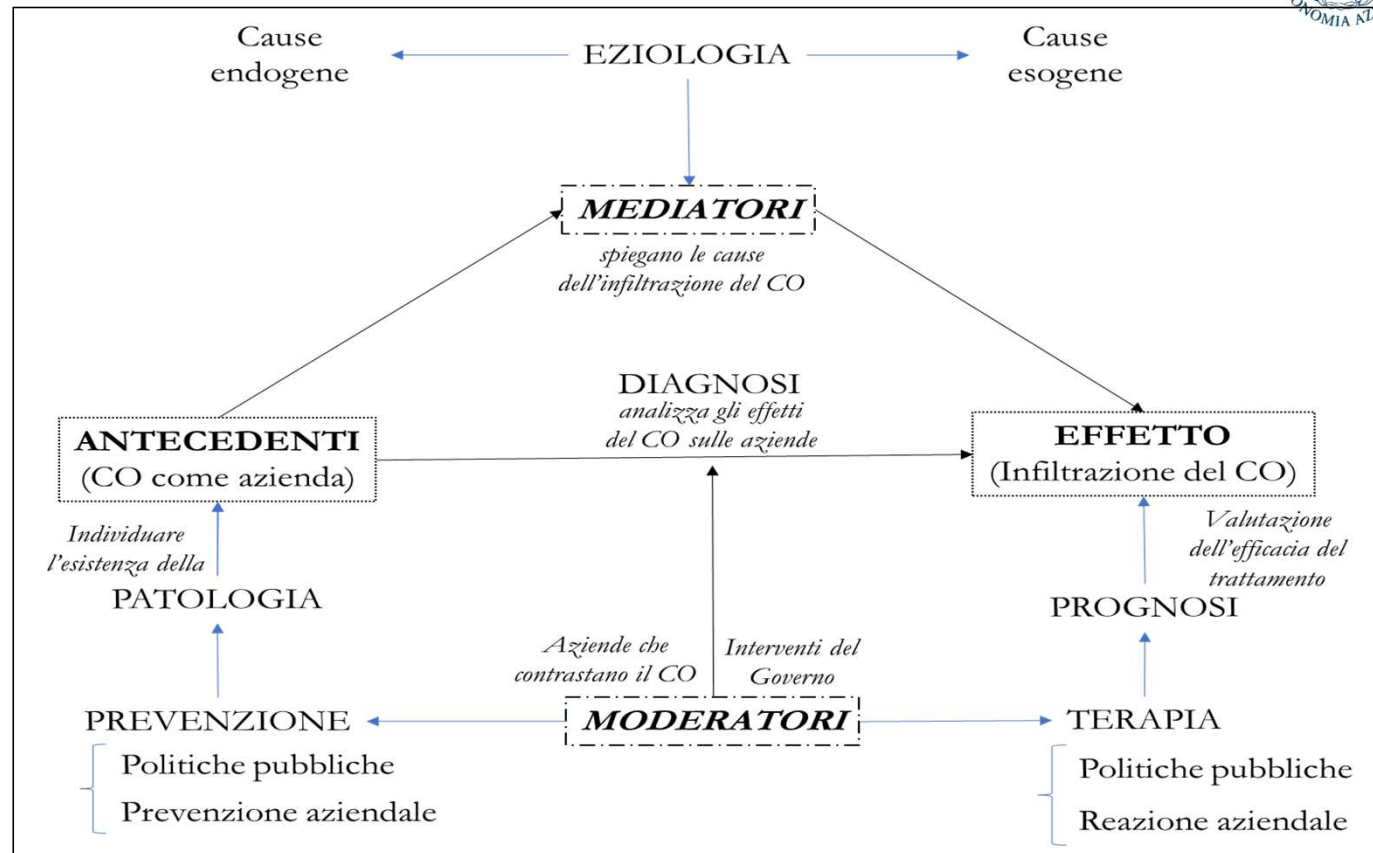 ONOMIA AZ
Cause
endogene
EZIOLOGIA
Cause
esogene
MEDIATORI
spiegano le cause
dell'infiltrazione del CO
DIAGNOSI
analizza gli effetti
del CO sulle aziende
ANTECEDENTI
(CO come azienda)
EFFETTO
(Infiltrazione del CO)
Individuare
l'esistenza della
PATOLOGIA
Valutazione
dell'efficacia del
trattamento
PROGNOSI
Aziende che
contrastano il CO
Interventi del
Governo
PREVENZIONE
MODERATORI
TERAPIA
Politiche pubbliche
Prevenzione aziendale
Politiche pubbliche
Reazione aziendale